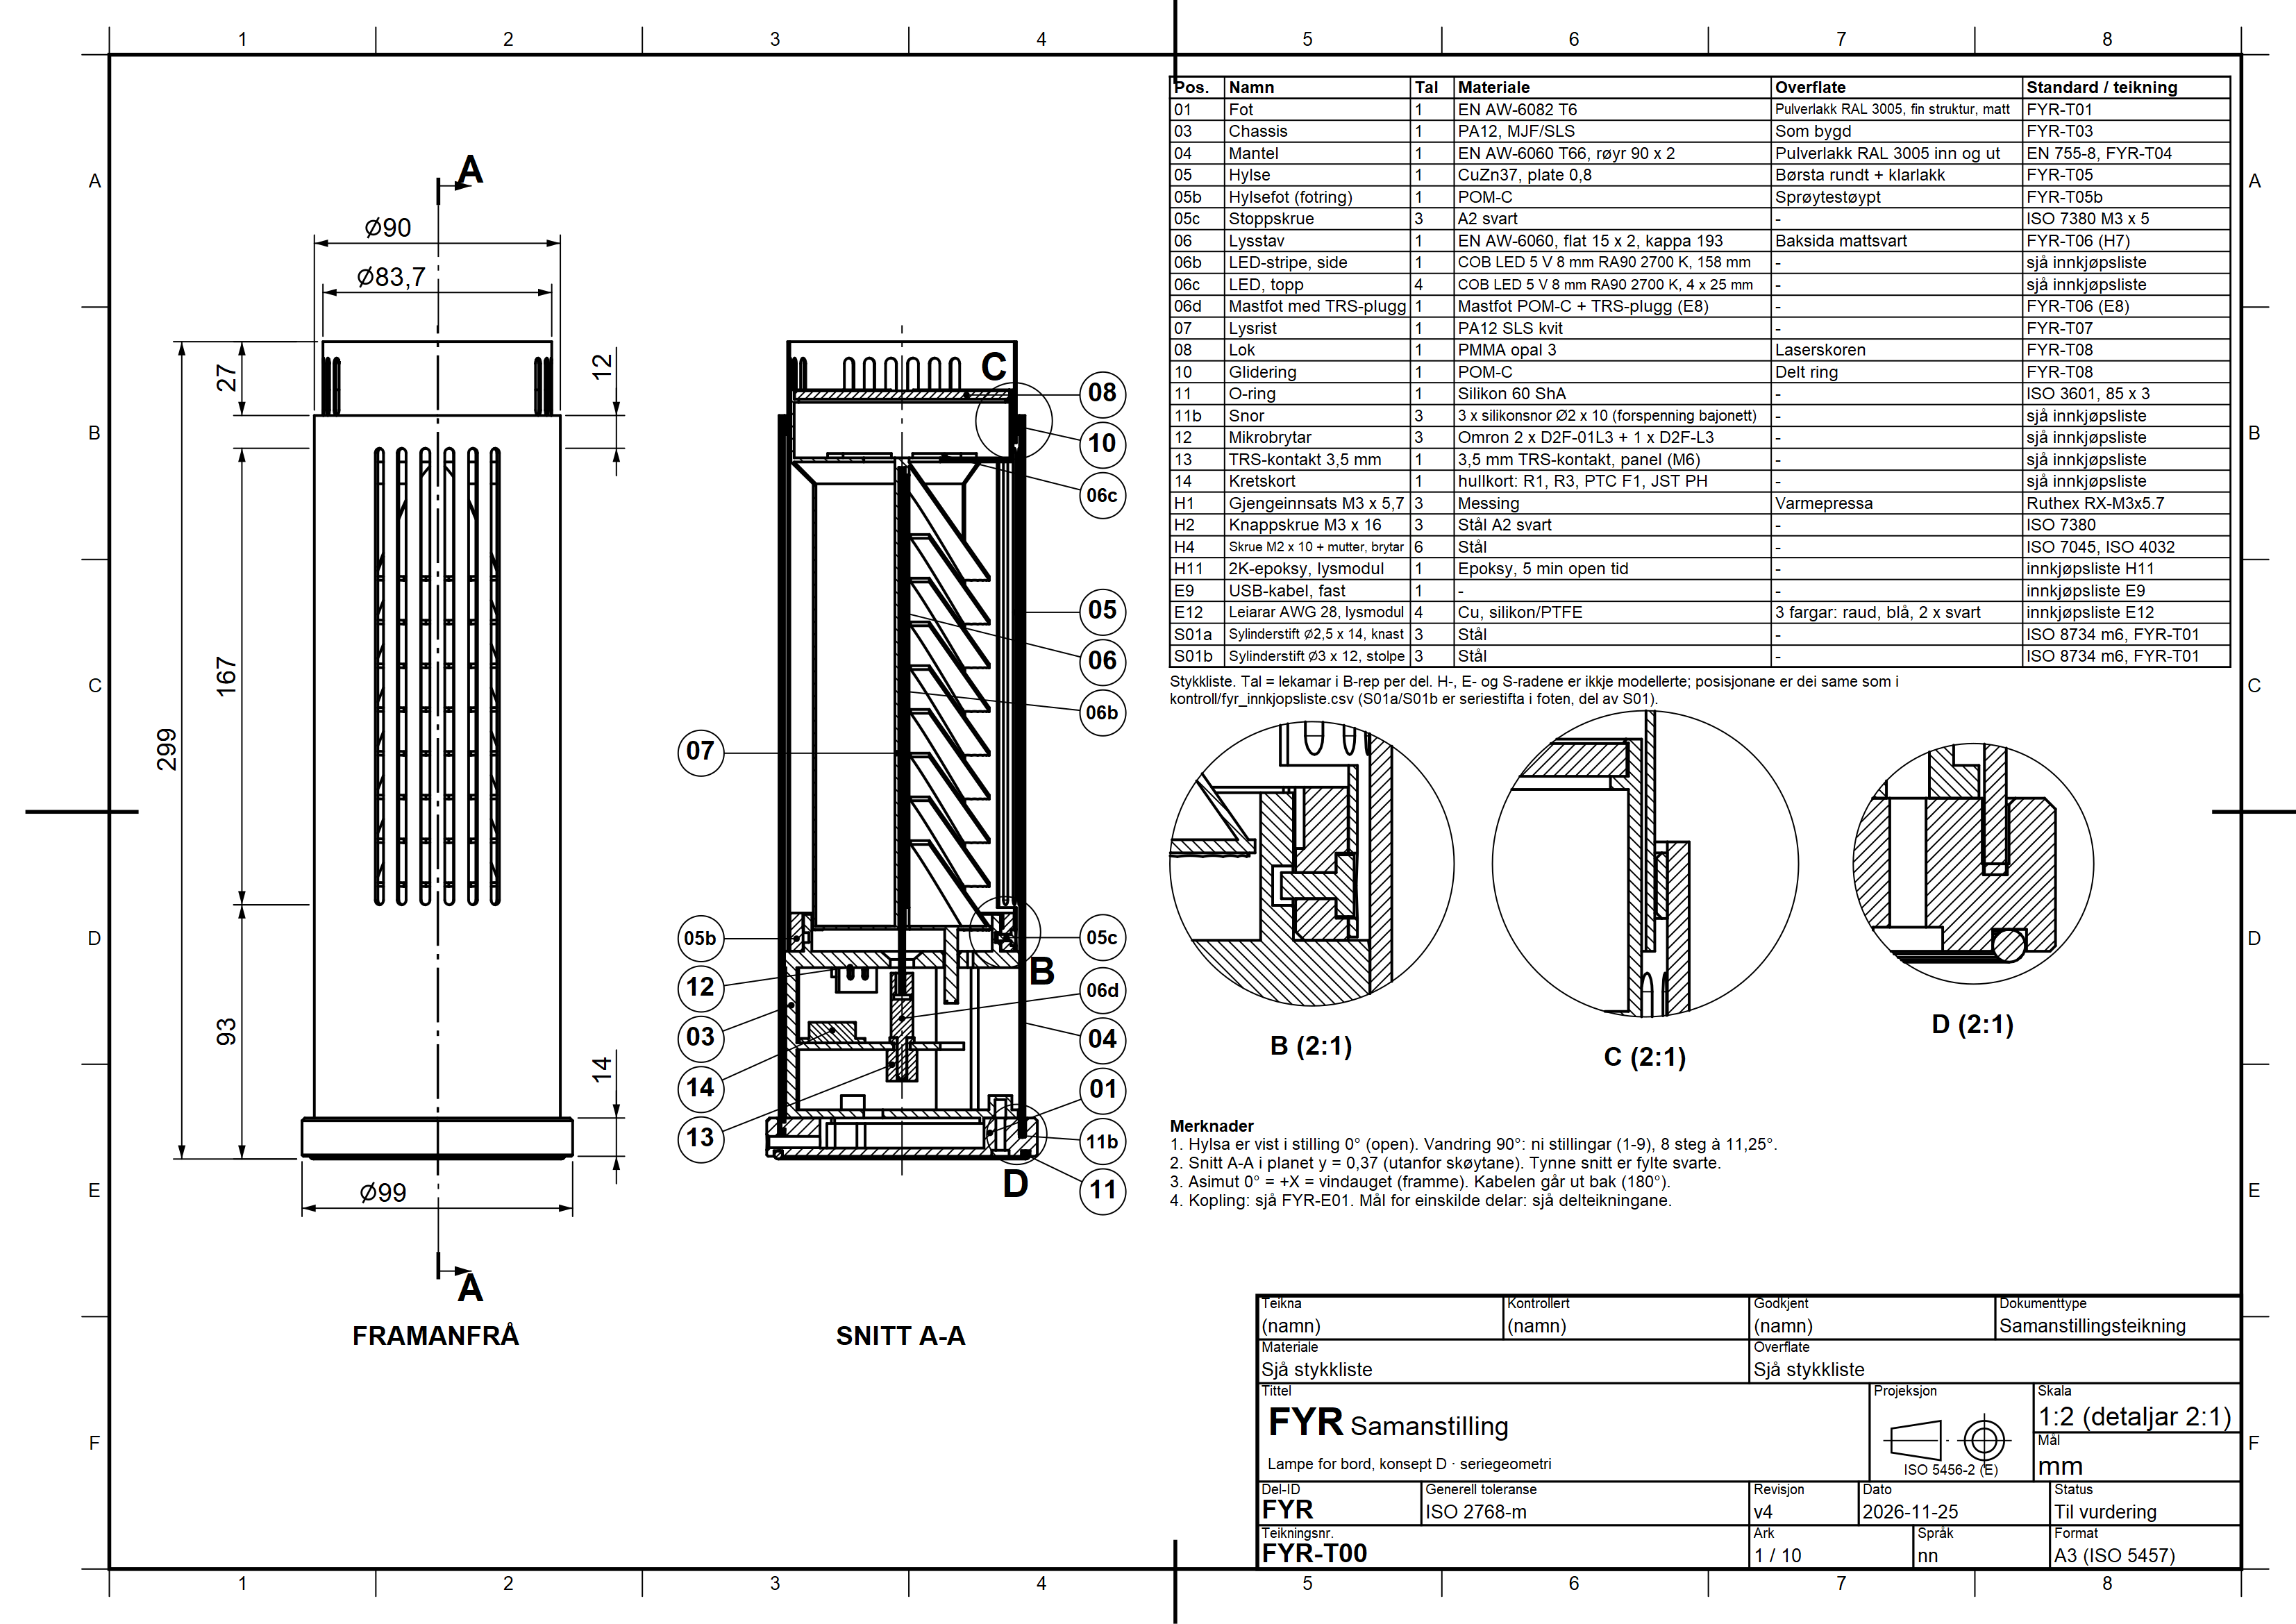 1 2 3 4 5 6 7 8
A
B
C
D
E
F
A
B
C
D
E
F
1 2 3 4 5 6 7 8
A
Ø90
Ø83,7
27
12
299
167
93
14
Ø99
A
FRAMANFRÅ
C
08
10
06c
05
06
06b
07
05b
05c
12
B
06d
03
04
14
01
13
11b
D
11
SNITT A-A
Pos. Namn Tal Materiale Overflate Standard / teikning
01 Fot 1 EN AW-6082 T6 Pulverlakk RAL 3005, fin struktur, matt FYR-T01
03 Chassis 1 PA12, MJF/SLS Som bygd FYR-T03
04 Mantel 1 EN AW-6060 T66, røyr 90 x 2 Pulverlakk RAL 3005 inn og ut EN 755-8, FYR-T04
05 Hylse 1 CuZn37, plate 0,8 Børsta rundt + klarlakk FYR-T05
05b Hylsefot (fotring) 1 POM-C Sprøytestøypt FYR-T05b
05c Stoppskrue 3 A2 svart - ISO 7380 M3 x 5
06 Lysstav 1 EN AW-6060, flat 15 x 2, kappa 193 Baksida mattsvart FYR-T06 (H7)
06b LED-stripe, side 1 COB LED 5 V 8 mm RA90 2700 K, 158 mm - sjå innkjøpsliste
06c LED, topp 4 COB LED 5 V 8 mm RA90 2700 K, 4 x 25 mm - sjå innkjøpsliste
06d Mastfot med TRS-plugg 1 Mastfot POM-C + TRS-plugg (E8) - FYR-T06 (E8)
07 Lysrist 1 PA12 SLS kvit - FYR-T07
08 Lok 1 PMMA opal 3 Laserskoren FYR-T08
10 Glidering 1 POM-C Delt ring FYR-T08
11 O-ring 1 Silikon 60 ShA - ISO 3601, 85 x 3
11b Snor 3 3 x silikonsnor Ø2 x 10 (forspenning bajonett) - sjå innkjøpsliste
12 Mikrobrytar 3 Omron 2 x D2F-01L3 + 1 x D2F-L3 - sjå innkjøpsliste
13 TRS-kontakt 3,5 mm 1 3,5 mm TRS-kontakt, panel (M6) - sjå innkjøpsliste
14 Kretskort 1 hullkort: R1, R3, PTC F1, JST PH - sjå innkjøpsliste
H1 Gjengeinnsats M3 x 5,7 3 Messing Varmepressa Ruthex RX-M3x5.7
H2 Knappskrue M3 x 16 3 Stål A2 svart - ISO 7380
H4 Skrue M2 x 10 + mutter, brytar 6 Stål - ISO 7045, ISO 4032
H11 2K-epoksy, lysmodul 1 Epoksy, 5 min open tid - innkjøpsliste H11
E9 USB-kabel, fast 1 - - innkjøpsliste E9
E12 Leiarar AWG 28, lysmodul 4 Cu, silikon/PTFE 3 fargar: raud, blå, 2 x svart innkjøpsliste E12
S01a Sylinderstift Ø2,5 x 14, knast 3 Stål - ISO 8734 m6, FYR-T01
S01b Sylinderstift Ø3 x 12, stolpe 3 Stål - ISO 8734 m6, FYR-T01
Stykkliste. Tal = lekamar i B-rep per del. H-, E- og S-radene er ikkje modellerte; posisjonane er dei same som i
kontroll/fyr_innkjopsliste.csv (S01a/S01b er seriestifta i foten, del av S01).
B (2:1)
C (2:1)
D (2:1)
Merknader
1. Hylsa er vist i stilling 0° (open). Vandring 90°: ni stillingar (1-9), 8 steg à 11,25°.
2. Snitt A-A i planet y = 0,37 (utanfor skøytane). Tynne snitt er fylte svarte.
3. Asimut 0° = +X = vindauget (framme). Kabelen går ut bak (180°).
4. Kopling: sjå FYR-E01. Mål for einskilde delar: sjå delteikningane.
Teikna Kontrollert Godkjent Dokumenttype
(namn) (namn) (namn) Samanstillingsteikning
Materiale Overflate
Sjå stykkliste Sjå stykkliste
Tittel Projeksjon Skala
FYR Samanstilling 1:2 (detaljar 2:1)
Mål
Lampe for bord, konsept D · seriegeometri ISO 5456-2 (E) mm
Del-ID Generell toleranse Revisjon Dato Status
FYR ISO 2768-m v4 2026-11-25 Til vurdering
Teikningsnr. Ark Språk Format
FYR-T00 1 / 10 nn A3 (ISO 5457)